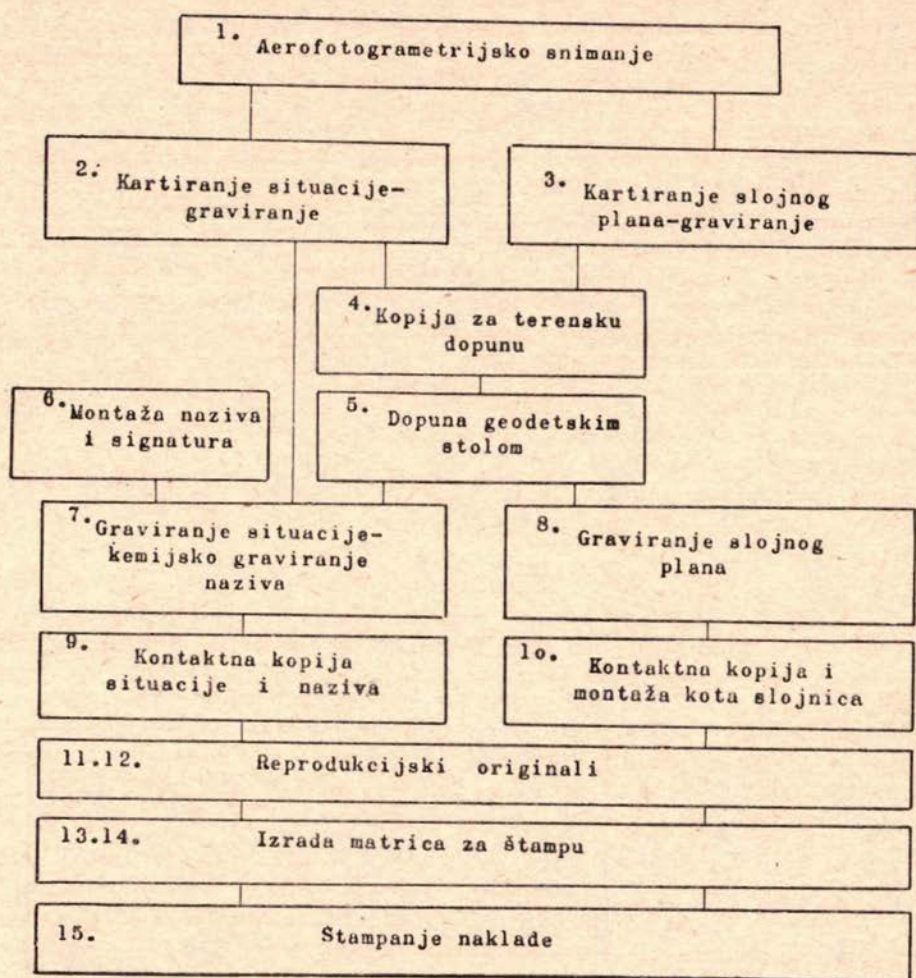 1. Aerofotogrametrijsko snimanje
2. Kartiranje situacije-
graviranje
3. Kartiranje slojnog
plana-graviranje
4. Kopija za terensku
dopunu
6. Montaža naziva
i signatura
5. Dopuna geodetskim
stolom
7. Graviranje situacije-
kemijsko graviranje
naziva
8. Graviranje slojnog
plana
9. Kontaktna kopija
situacije i naziva
10. Kontaktna kopija i
montaža kota slojnica
11.12. Reprodukcijski originali
13.14. Izrada matrica za štampu
15. Štampanje naklade